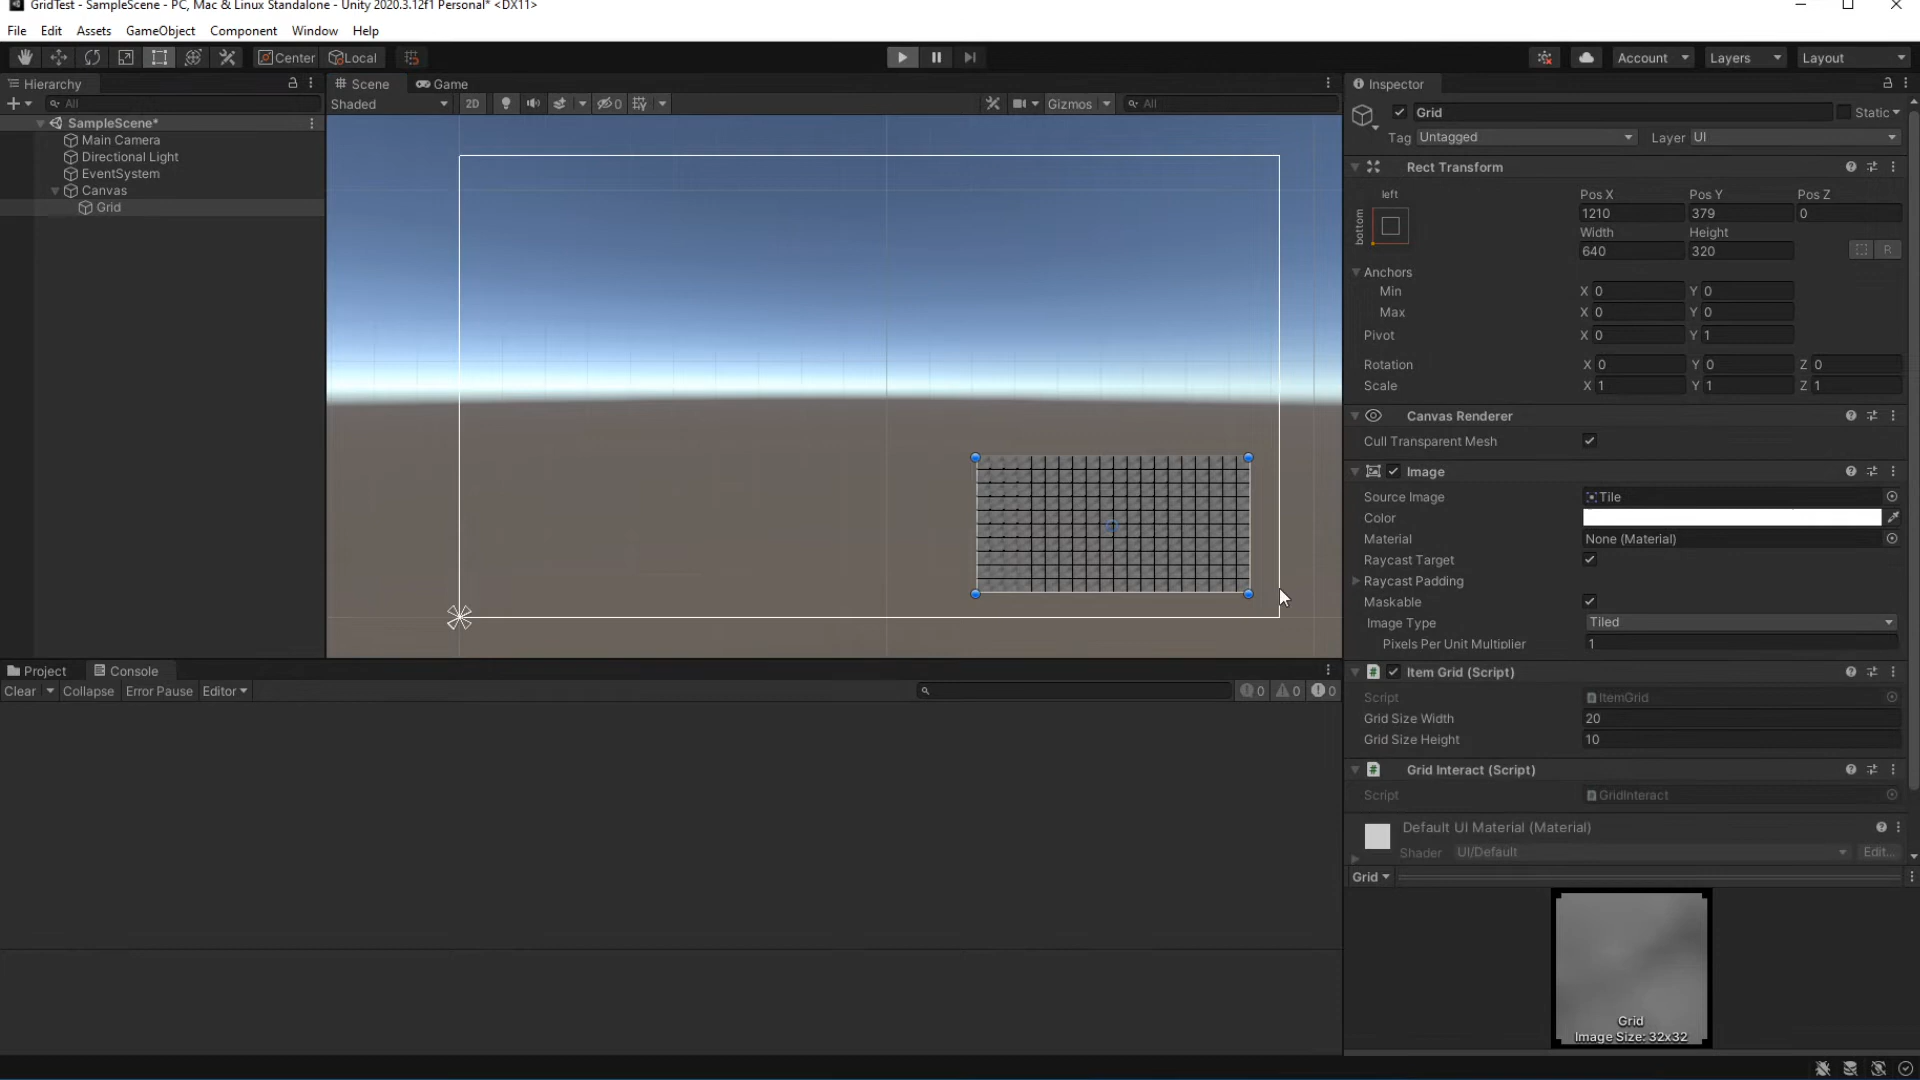 GridTest - SampleScene - PC, Mac & Linux Standalone - Unity 2020.3.12f1 Personal* <DX11>
File Edit Assets GameObject Component Window Help
Center Local Account Layers Layout
Hierarchy
All
SampleScene*
Main Camera
Directional Light
EventSystem
Canvas
Grid
Scene Game
Shaded 2D 0 Gizmos All
Inspector
Grid Static
Tag Untagged Layer UI
Rect Transform
left
bottom
Pos X Pos Y Pos Z
1210 379 0
Width Height
640 320 R
Anchors
Min X 0 Y 0
Max X 0 Y 0
Pivot X 0 Y 1
Rotation X 0 Y 0 Z 0
Scale X 1 Y 1 Z 1
Canvas Renderer
Cull Transparent Mesh
Image
Source Image Tile
Color
Material None (Material)
Raycast Target
Raycast Padding
Maskable
Image Type Tiled
Pixels Per Unit Multiplier 1
Item Grid (Script)
Script ItemGrid
Grid Size Width 20
Grid Size Height 10
Grid Interact (Script)
Script GridInteract
Default UI Material (Material)
Shader UI/Default Edit...
Grid
Grid
Image Size: 32x32
Project Console
Clear Collapse Error Pause Editor 0 0 0